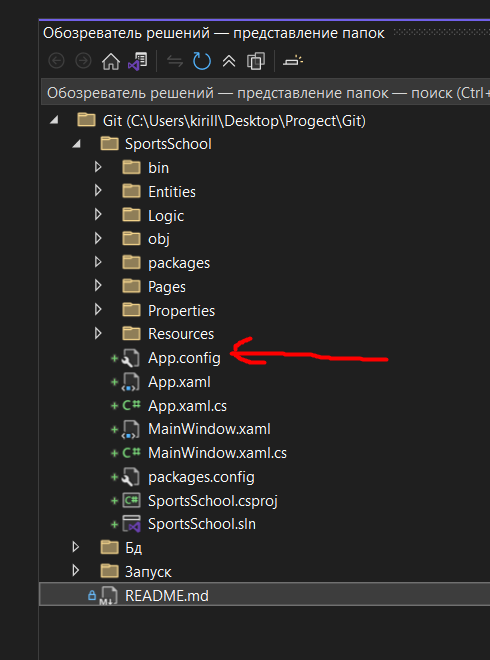 Обозреватель решений — представление папок
Обозреватель решений — представление папок — поиск (Ctrl+
Git (C:\Users\kirill\Desktop\Progect\Git)
SportsSchool
bin
Entities
Logic
obj
packages
Pages
Properties
Resources
App.config
App.xaml
C# App.xaml.cs
MainWindow.xaml
C# MainWindow.xaml.cs
packages.config
C# SportsSchool.csproj
SportsSchool.sln
Бд
Запуск
M↓ README.md